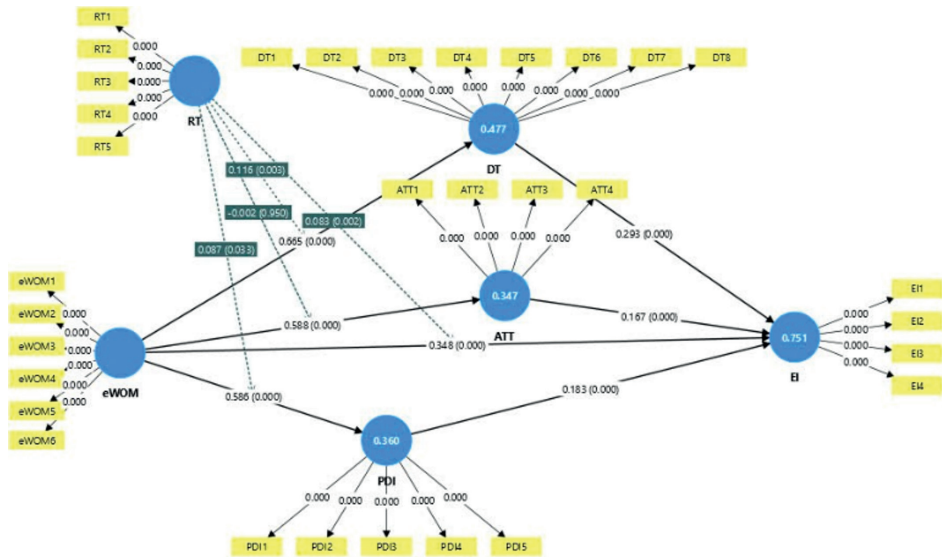 RT1
RT2
RT3
RT4
RT5
0.000
0.000
0.000
0.000
0.000
RT
DT1 DT2 DT3 DT4 DT5 DT6 DT7 DT8
0.000 0.000 0.000 0.000 0.000 0.000 0.000 0.000
0.477
DT
0.116 (0.003)
-0.002 (0.950)
0.083 (0.002)
0.087 (0.033)
0.665 (0.000)
ATT1 ATT2 ATT3 ATT4
0.000 0.000 0.000 0.000
0.293 (0.000)
0.347
ATT
0.588 (0.000)
0.167 (0.000)
0.348 (0.000)
eWOM1
eWOM2
eWOM3
eWOM4
eWOM5
eWOM6
0.000
0.000
0.000
0.000
0.000
0.000
eWOM
0.751
EI
EI1
EI2
EI3
EI4
0.000
0.000
0.000
0.000
0.586 (0.000)
0.183 (0.000)
0.360
PDI
0.000 0.000 0.000 0.000 0.000
PDI1 PDI2 PDI3 PDI4 PDI5